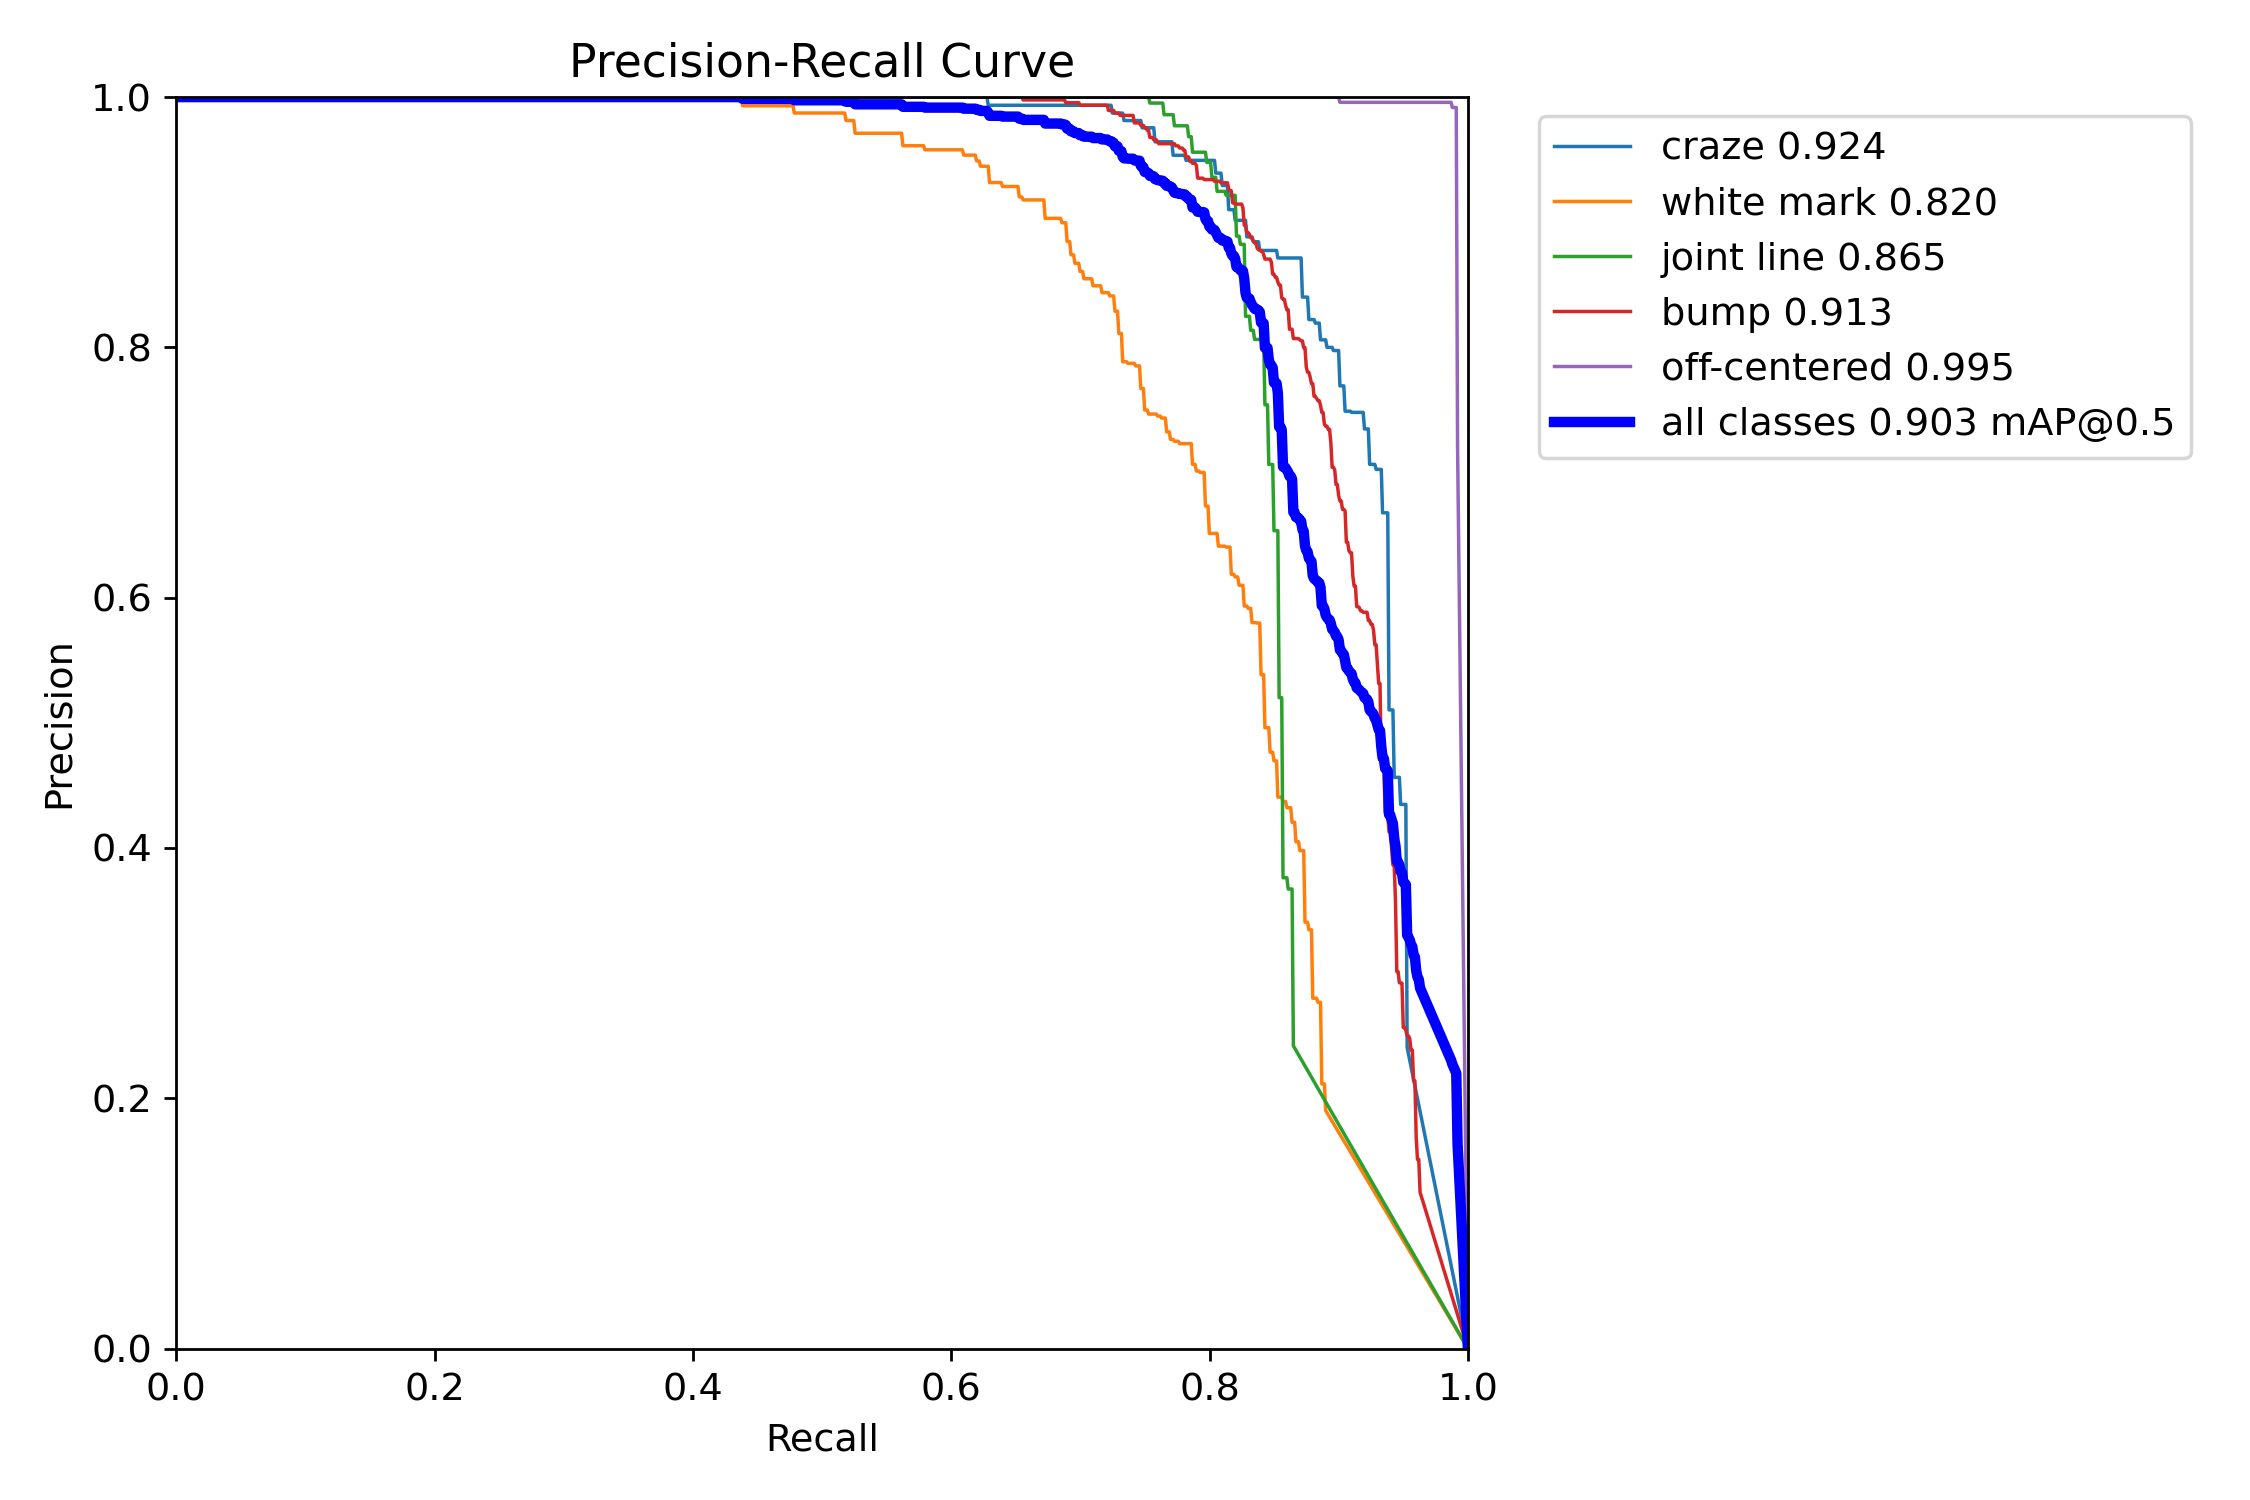 Precision-Recall Curve
1.0
0.8
0.6
0.4
0.2
0.0
Precision
0.0 0.2 0.4 0.6 0.8 1.0
Recall
craze 0.924
white mark 0.820
joint line 0.865
bump 0.913
off-centered 0.995
all classes 0.903 mAP@0.5